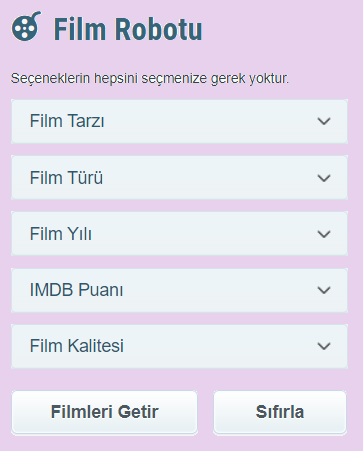 Film Robotu
Seçeneklerin hepsini seçmenize gerek yoktur.
Film Tarzı
Film Türü
Film Yılı
IMDB Puanı
Film Kalitesi
Filmleri Getir Sıfırla